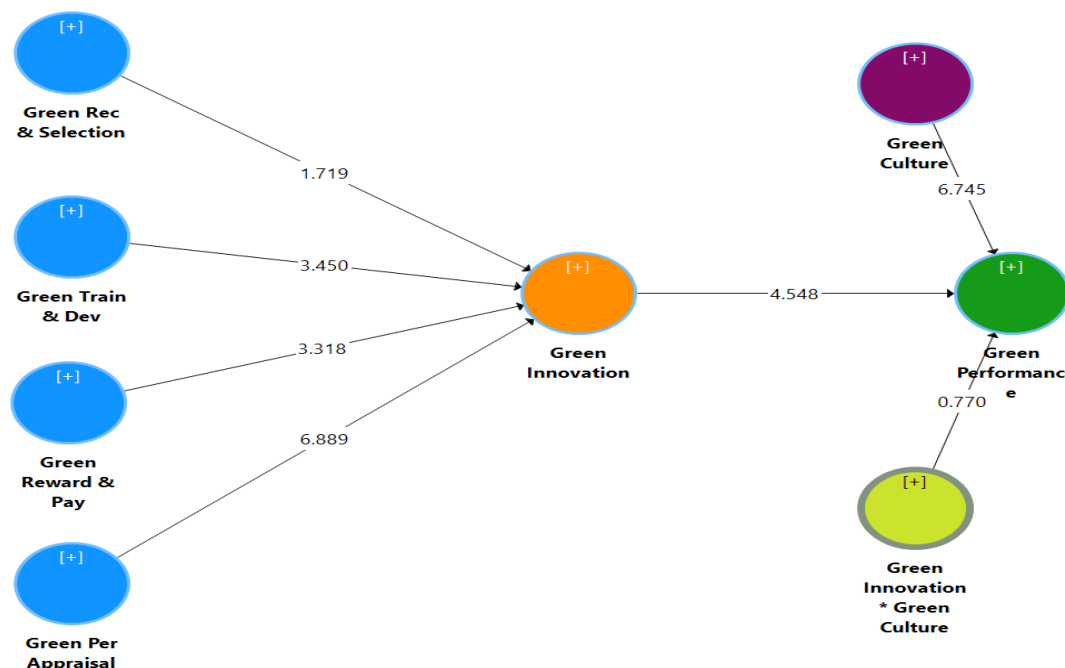 [+]
Green Rec
& Selection
[+]
Green Train
& Dev
[+]
Green
Reward &
Pay
[+]
Green Per
Appraisal
1.719
3.450
3.318
6.889
[+]
Green
Innovation
4.548
[+]
Green
Culture
6.745
[+]
Green
Performanc
e
0.770
[+]
Green
Innovation
* Green
Culture